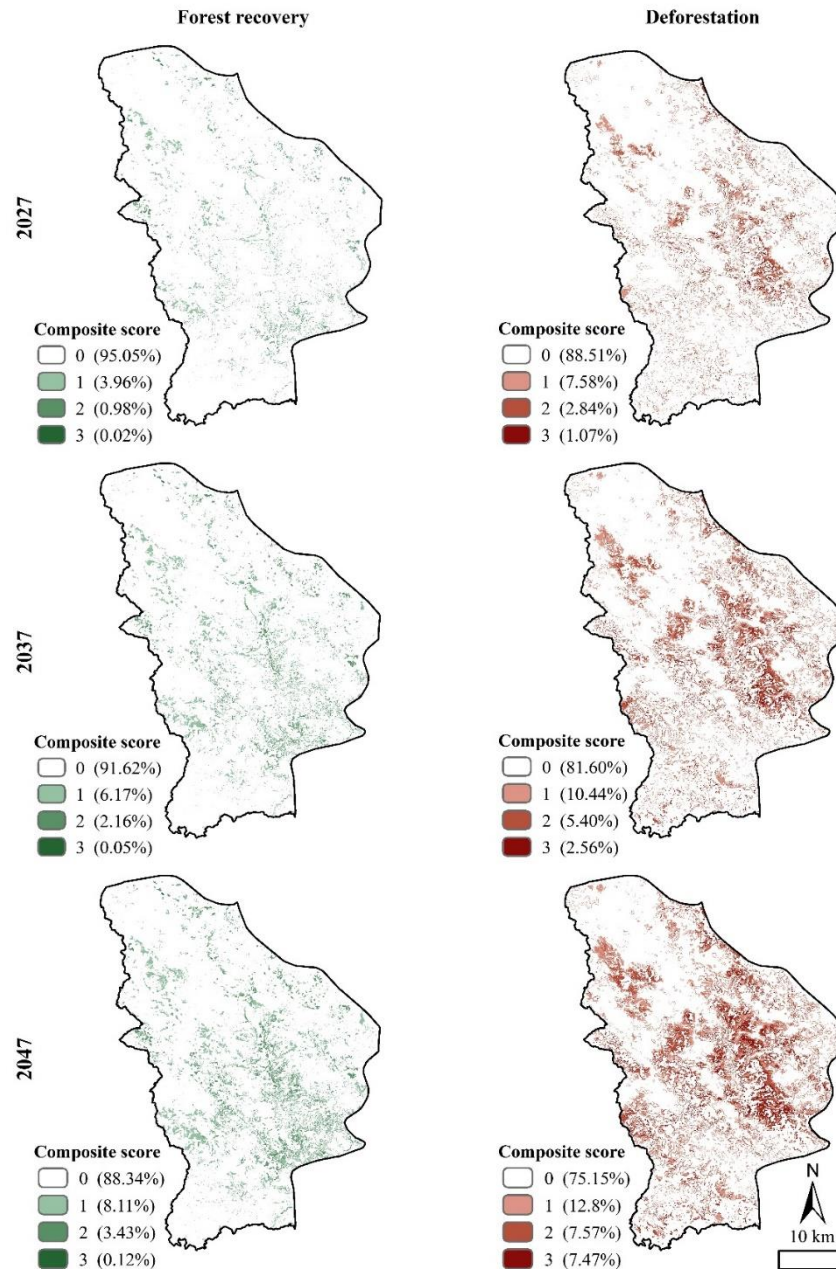 Forest recovery
Deforestation
2027
Composite score
0 (95.05%)
1 (3.96%)
2 (0.98%)
3 (0.02%)
Composite score
0 (88.51%)
1 (7.58%)
2 (2.84%)
3 (1.07%)
2037
Composite score
0 (91.62%)
1 (6.17%)
2 (2.16%)
3 (0.05%)
Composite score
0 (81.60%)
1 (10.44%)
2 (5.40%)
3 (2.56%)
2047
Composite score
0 (88.34%)
1 (8.11%)
2 (3.43%)
3 (0.12%)
Composite score
0 (75.15%)
1 (12.8%)
2 (7.57%)
3 (7.47%)
N
10 km